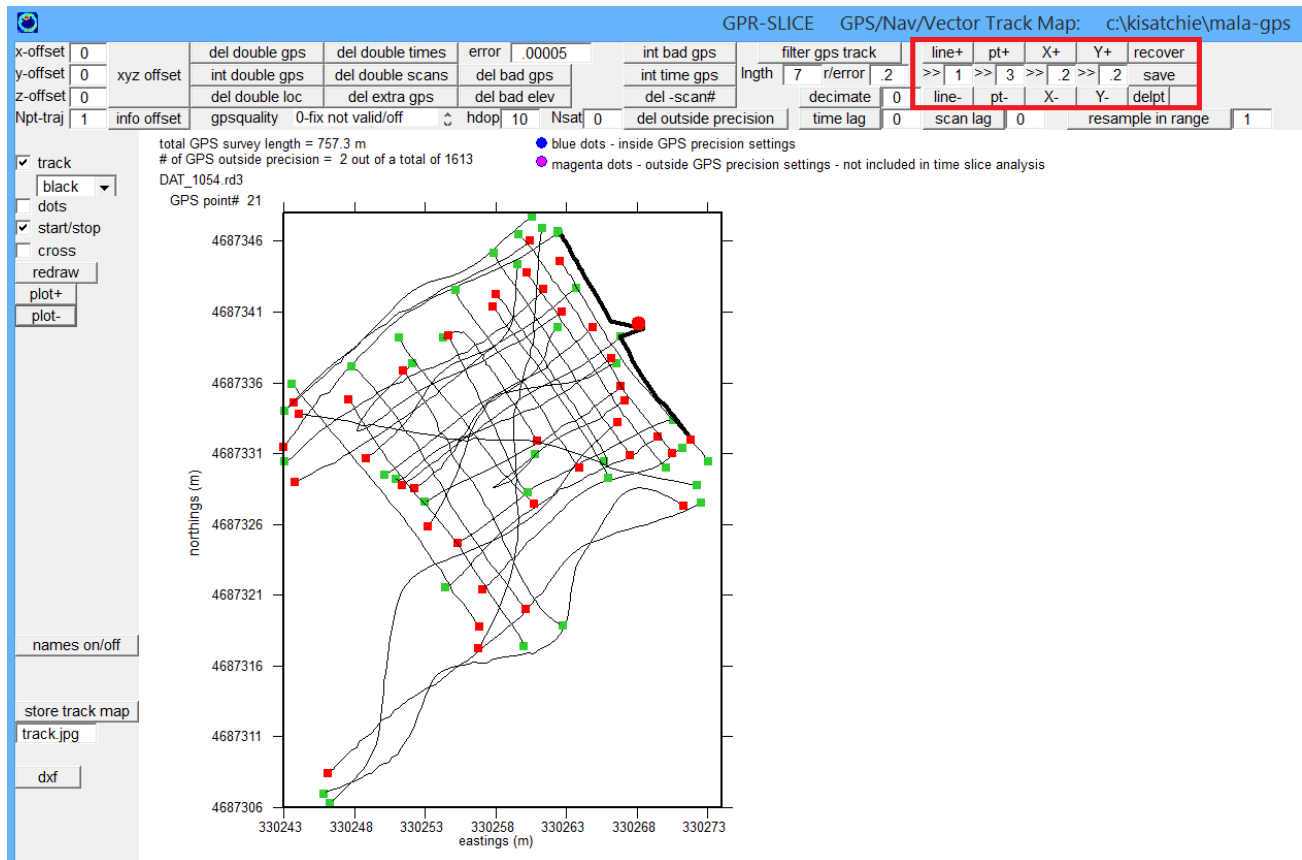 GPR-SLICE GPS/Nav/Vector Track Map: c:\kisatchie\mala-gps
x-offset 0 del double gps del double times error .00005 int bad gps filter gps track line+ pt+ X+ Y+ recover
y-offset 0 xyz offset int double gps del double scans del bad gps int time gps lngth 7 r/error .2 >> 1 >> 3 >> .2 >> .2 save
z-offset 0 del double loc del extra gps del bad elev del -scan# decimate 0 line- pt- X- Y- delpt
Npt-traj 1 info offset gpsquality 0-fix not valid/off hdop 10 Nsat 0 del outside precision time lag 0 scan lag 0 resample in range 1
total GPS survey length = 757.3 m
blue dots - inside GPS precision settings
# of GPS outside precision = 2 out of a total of 1613
magenta dots - outside GPS precision settings - not included in time slice analysis
DAT_1054.rd3
GPS point# 21
track
black
dots
start/stop
cross
redraw
plot+
plot-
names on/off
store track map
track.jpg
dxf
4687346
4687341
4687336
4687331
4687326
4687321
4687316
4687311
4687306
northings (m)
330243 330248 330253 330258 330263 330268 330273
eastings (m)